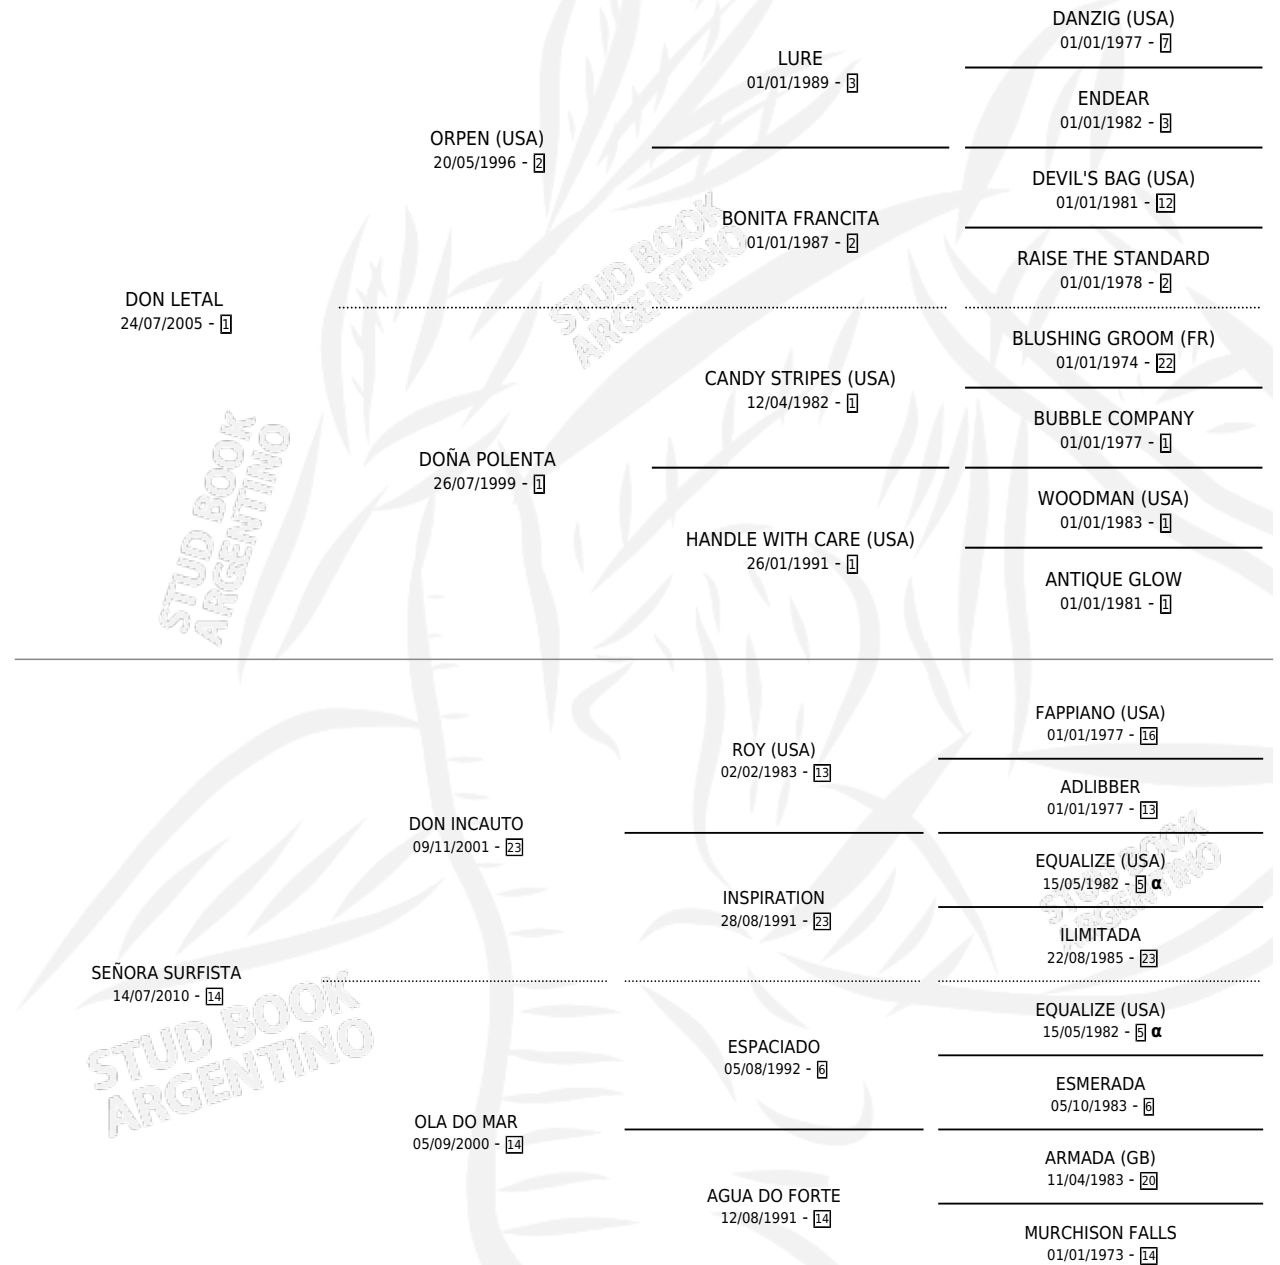 DON LETAL
24/07/2005 - 1
ORPEN (USA)
20/05/1996 - 2
LURE
01/01/1989 - 3
DANZIG (USA)
01/01/1977 - 7
ENDEAR
01/01/1982 - 3
BONITA FRANCITA
01/01/1987 - 2
DEVIL'S BAG (USA)
01/01/1981 - 12
RAISE THE STANDARD
01/01/1978 - 2
DOÑA POLENTA
26/07/1999 - 1
CANDY STRIPES (USA)
12/04/1982 - 1
BLUSHING GROOM (FR)
01/01/1974 - 22
BUBBLE COMPANY
01/01/1977 - 1
HANDLE WITH CARE (USA)
26/01/1991 - 1
WOODMAN (USA)
01/01/1983 - 1
ANTIQUE GLOW
01/01/1981 - 1
SEÑORA SURFISTA
14/07/2010 - 14
DON INCAUTO
09/11/2001 - 23
ROY (USA)
02/02/1983 - 13
FAPPIANO (USA)
01/01/1977 - 16
ADLIBBER
01/01/1977 - 13
INSPIRATION
28/08/1991 - 23
EQUALIZE (USA)
15/05/1982 - 5 α
ILIMITADA
22/08/1985 - 23
OLA DO MAR
05/09/2000 - 14
ESPACIADO
05/08/1992 - 6
EQUALIZE (USA)
15/05/1982 - 5 α
ESMERADA
05/10/1983 - 6
AGUA DO FORTE
12/08/1991 - 14
ARMADA (GB)
11/04/1983 - 20
MURCHISON FALLS
01/01/1973 - 14
STUD BOOK
ARGENTINO
STUD BOOK
ARGENTINO
STUD BOOK
ARGENTINO
STUD BOOK
ARGENTINO